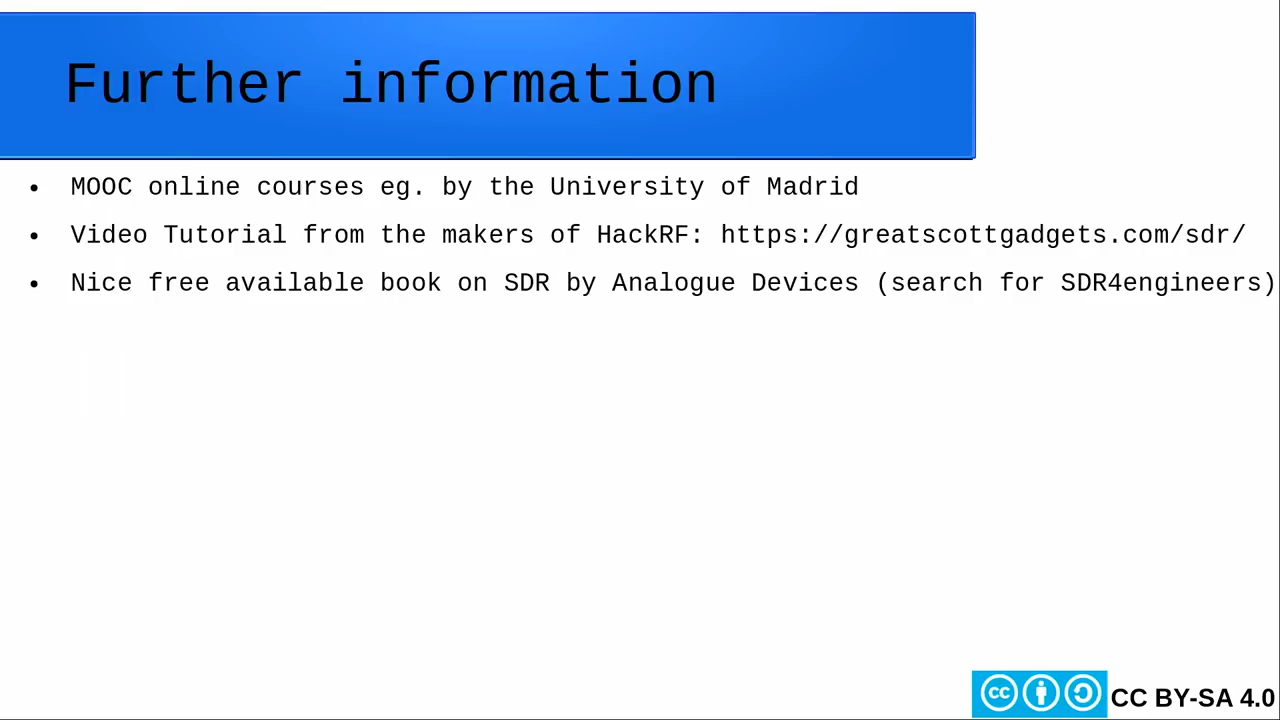 Further information
• MOOC online courses eg. by the University of Madrid
• Video Tutorial from the makers of HackRF: https://greatscottgadgets.com/sdr/
• Nice free available book on SDR by Analogue Devices (search for SDR4engineers)
cc CC BY-SA 4.0